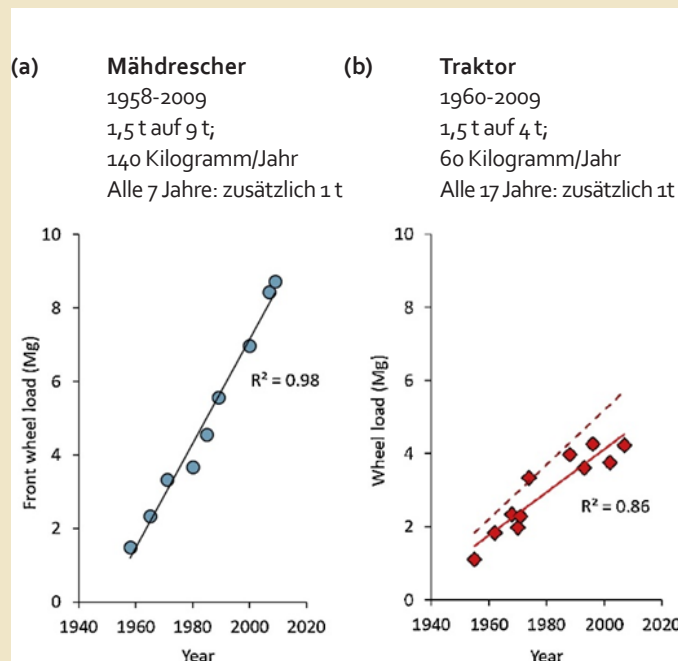 (a) Mähdrescher
1958-2009
1,5 t auf 9 t;
140 Kilogramm/Jahr
Alle 7 Jahre: zusätzlich 1 t
10
8
6
4
2
0
Front wheel load (Mg)
R² = 0.98
1940 1960 1980 2000 2020
Year
(b) Traktor
1960-2009
1,5 t auf 4 t;
60 Kilogramm/Jahr
Alle 17 Jahre: zusätzlich 1t
10
8
6
4
2
0
Wheel load (Mg)
R² = 0.86
1940 1960 1980 2000 2020
Year